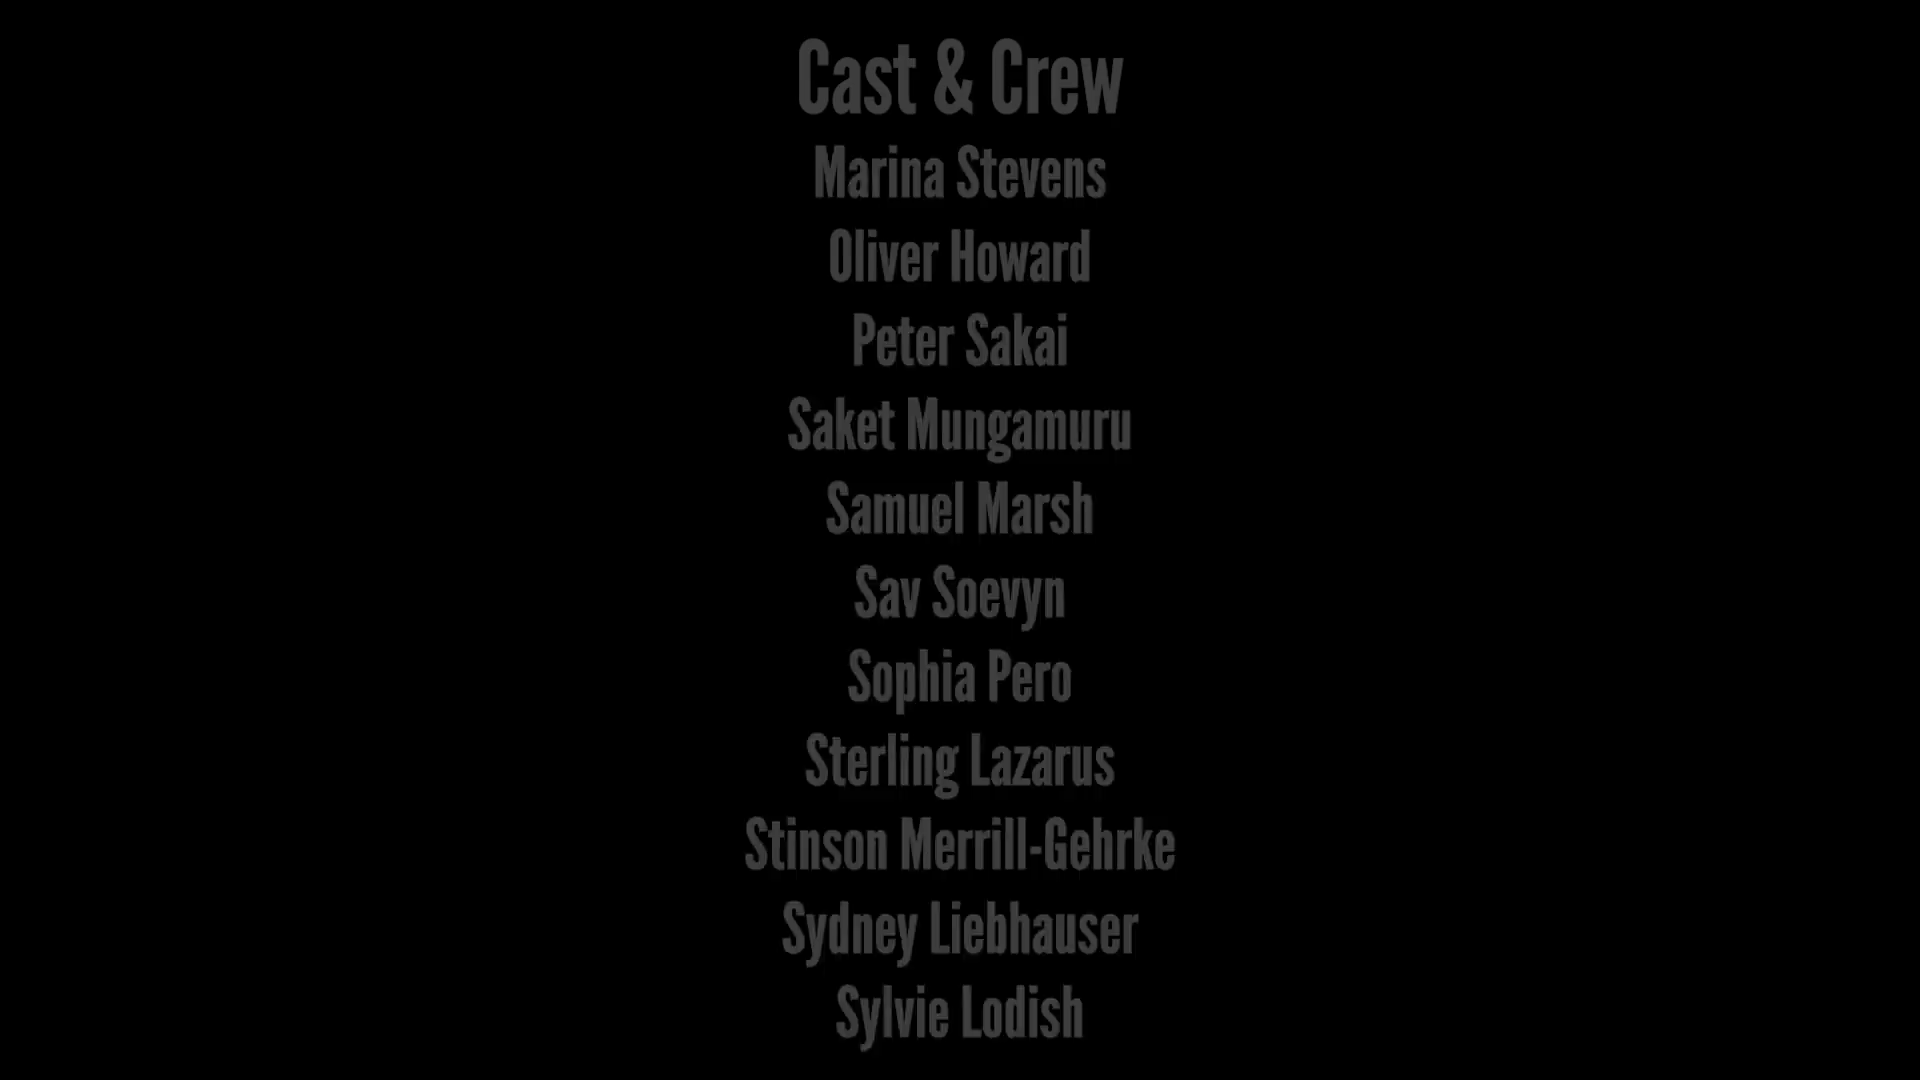 Cast & Crew
Marina Stevens
Oliver Howard
Peter Sakai
Saket Mungamuru
Samuel Marsh
Sav Soevyn
Sophia Pero
Sterling Lazarus
Stinson Merrill-Gehrke
Sydney Liebhauser
Sylvie Lodish